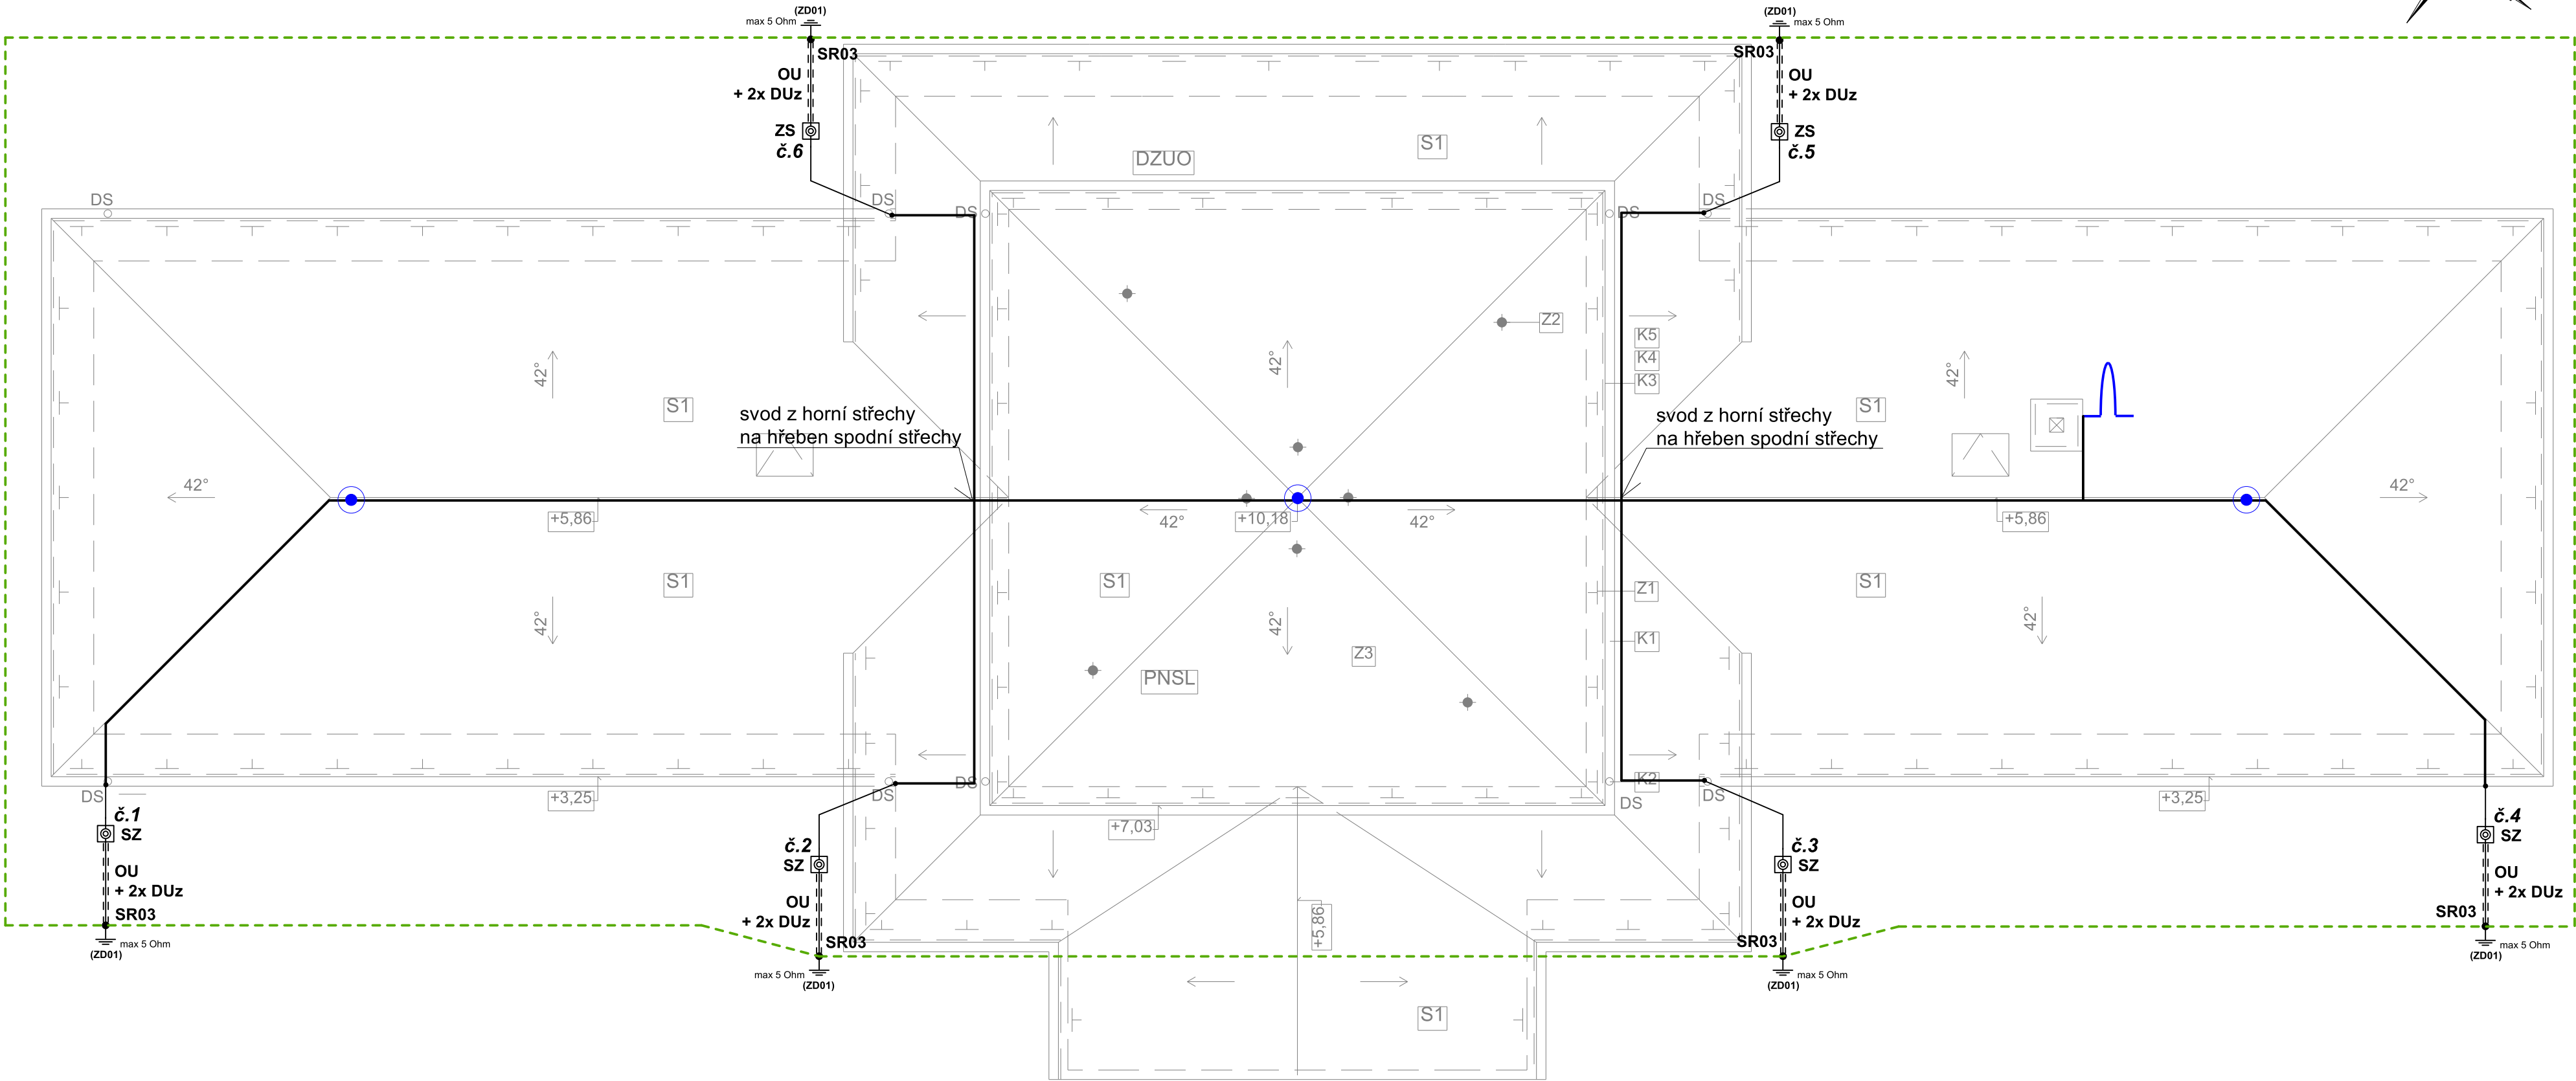 (ZD01)
max 5 Ohm
SR03
OU
+ 2x DUz
ZS
č.6
(ZD01)
max 5 Ohm
SR03
OU
+ 2x DUz
ZS
č.5
DS
DS
DS
DS
DS
DZUO
S1
Z2
K5
K4
K3
42°
42°
42°
S1
S1
svod z horní střechy
na hřeben spodní střechy
svod z horní střechy
na hřeben spodní střechy
42°
42°
+5,86
42°
+10,18
42°
+5,86
S1
S1
S1
Z1
K1
42°
42°
42°
Z3
PNSL
DS
DS
DS
K2
DS
DS
+3,25
+3,25
+7,03
č.1
SZ
OU
+ 2x DUz
SR03
max 5 Ohm
(ZD01)
č.2
SZ
OU
+ 2x DUz
SR03
max 5 Ohm
(ZD01)
+5,86
S1
č.3
SZ
OU
+ 2x DUz
SR03
max 5 Ohm
(ZD01)
č.4
SZ
OU
+ 2x DUz
SR03
max 5 Ohm
(ZD01)